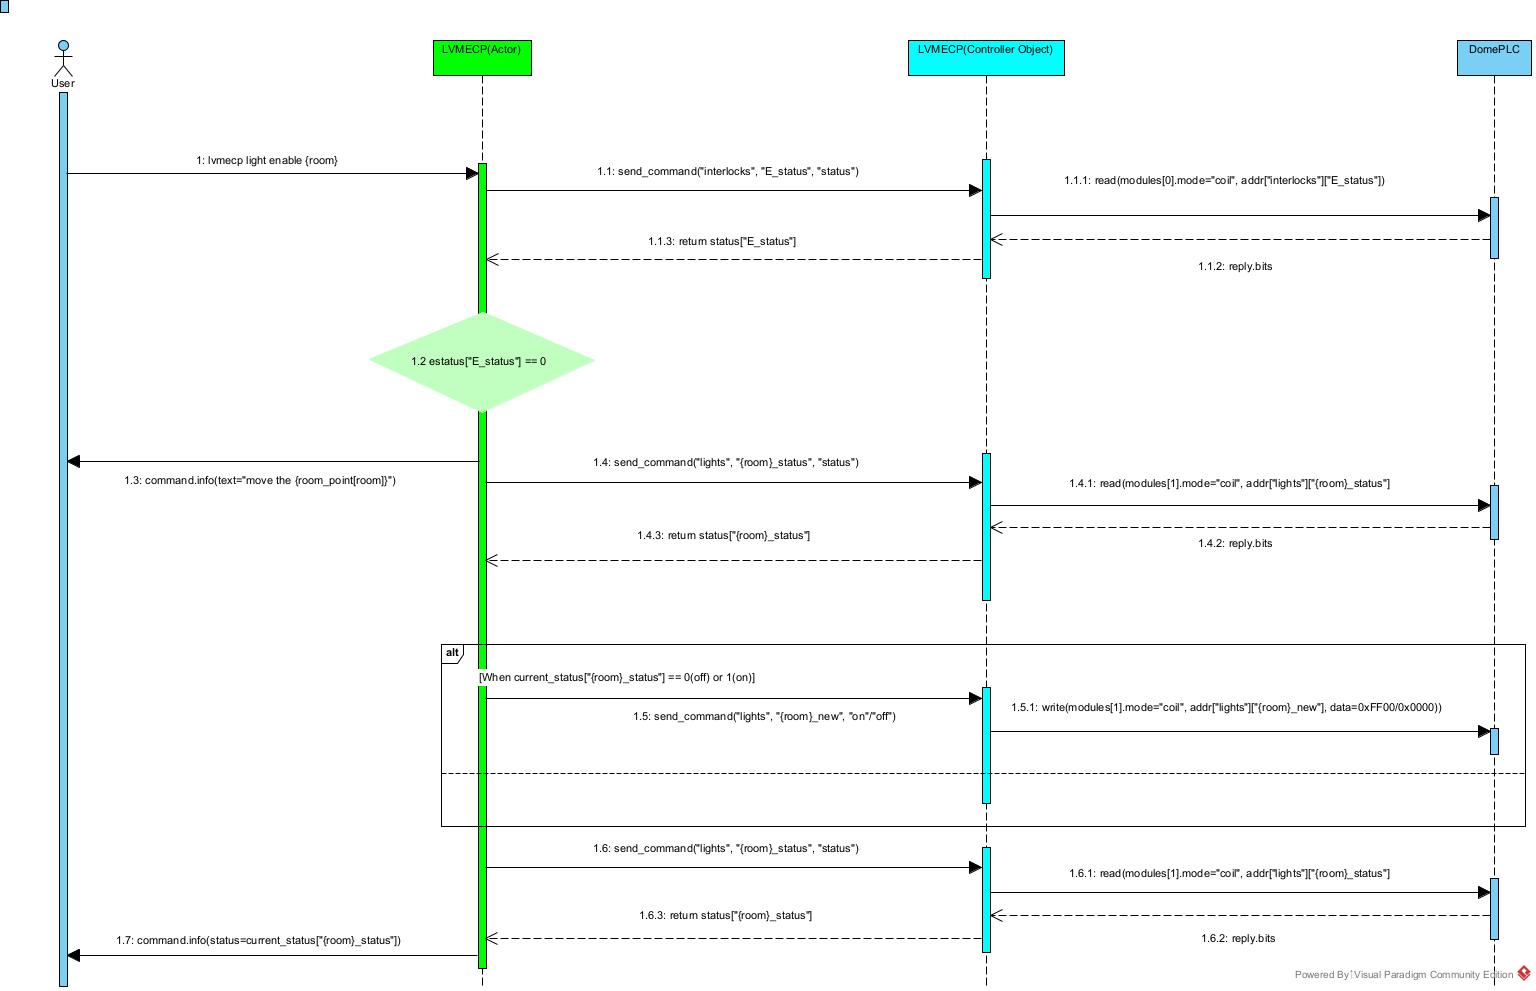 User
LVMECP(Actor)
LVMECP(Controller Object)
DomePLC
1: lvmecp light enable {room}
1.1: send_command("interlocks", "E_status", "status")
1.1.1: read(modules[0].mode="coil", addr["interlocks"]["E_status"])
1.1.3: return status["E_status"]
1.1.2: reply.bits
1.2 estatus["E_status"] == 0
1.3: command.info(text="move the {room_point[room]}")
1.4: send_command("lights", "{room}_status", "status")
1.4.1: read(modules[1].mode="coil", addr["lights"]["{room}_status"]
1.4.3: return status["{room}_status"]
1.4.2: reply.bits
alt
[When current_status["{room}_status"] == 0(off) or 1(on)]
1.5: send_command("lights", "{room}_new", "on"/"off")
1.5.1: write(modules[1].mode="coil", addr["lights"]["{room}_new"], data=0xFF00/0x0000))
1.6: send_command("lights", "{room}_status", "status")
1.6.1: read(modules[1].mode="coil", addr["lights"]["{room}_status"]
1.6.3: return status["{room}_status"]
1.6.2: reply.bits
1.7: command.info(status=current_status["{room}_status"])
Powered By Visual Paradigm Community Edition